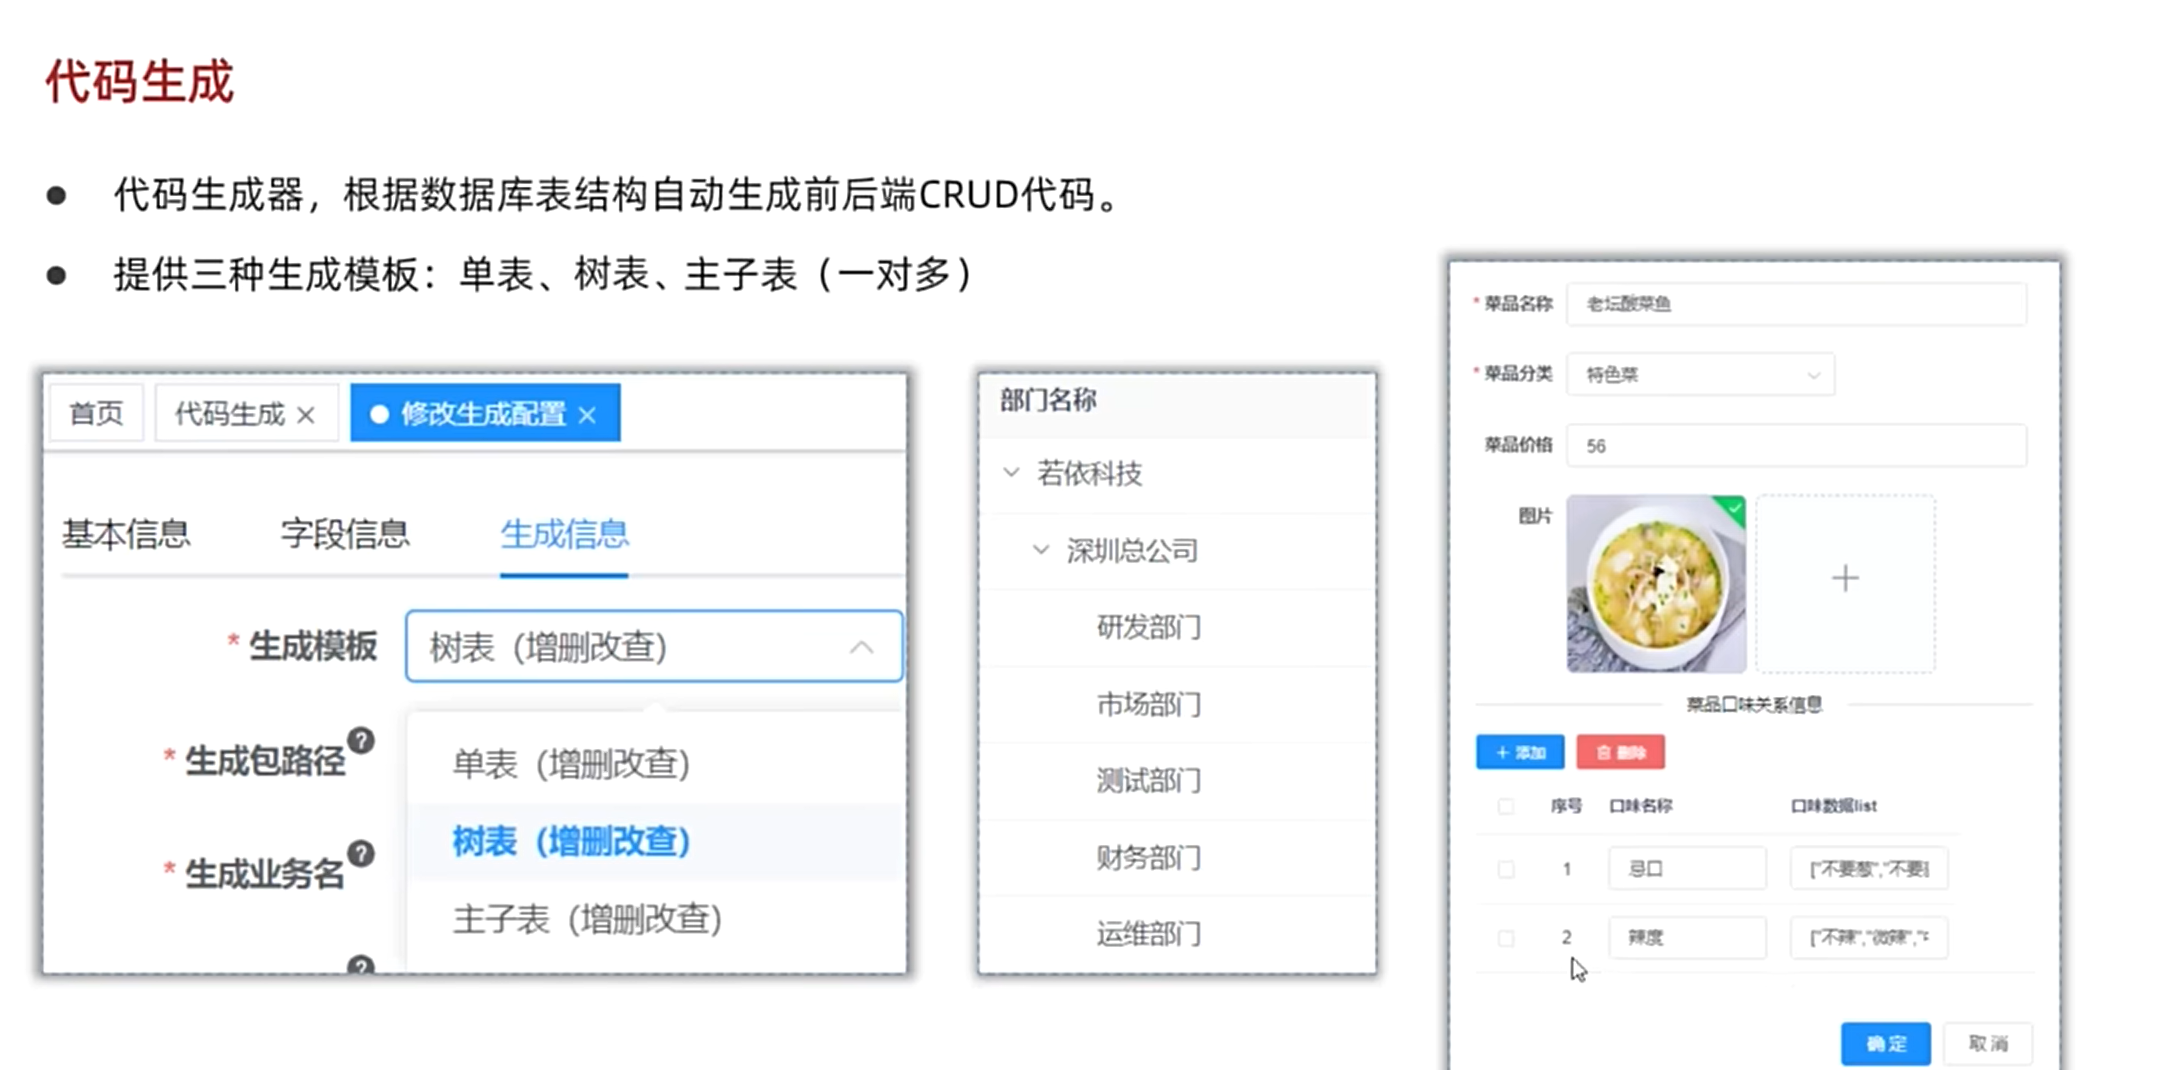 代码生成
● 代码生成器，根据数据库表结构自动生成前后端CRUD代码。
● 提供三种生成模板：单表、树表、主子表（一对多）
首页 代码生成 × 修改生成配置 ×
基本信息 字段信息 生成信息
* 生成模板 树表（增删改查）
* 生成包路径 ?
单表（增删改查）
树表（增删改查）
* 生成业务名 ?
主子表（增删改查）
?
部门名称
若依科技
深圳总公司
研发部门
市场部门
测试部门
财务部门
运维部门
* 菜品名称 老坛酸菜鱼
* 菜品分类 特色菜
菜品价格 56
图片
菜品口味关系信息
+ 添加 删除
序号 口味名称 口味数据list
1 忌口 ["不要葱","不要
2 辣度 ["不辣","微辣","
确定 取消